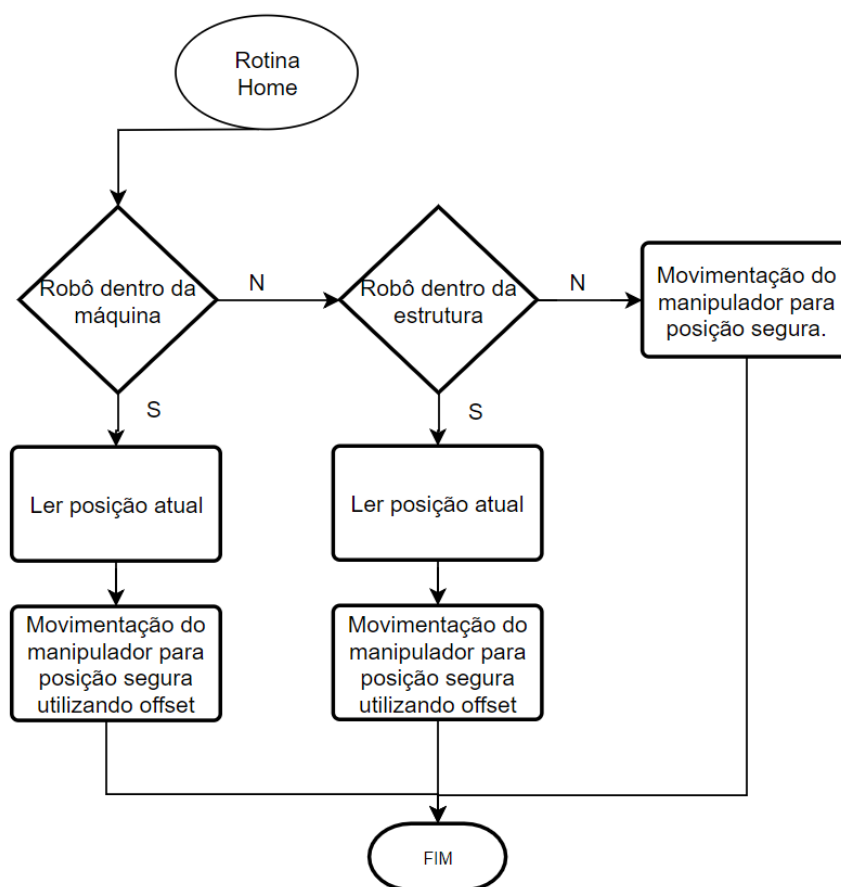 Rotina
Home
Robô dentro da
máquina
N
Robô dentro da
estrutura
N
Movimentação do
manipulador para
posição segura.
S
S
Ler posição atual
Ler posição atual
Movimentação do
manipulador para
posição segura
utilizando offset
Movimentação do
manipulador para
posição segura
utilizando offset
FIM